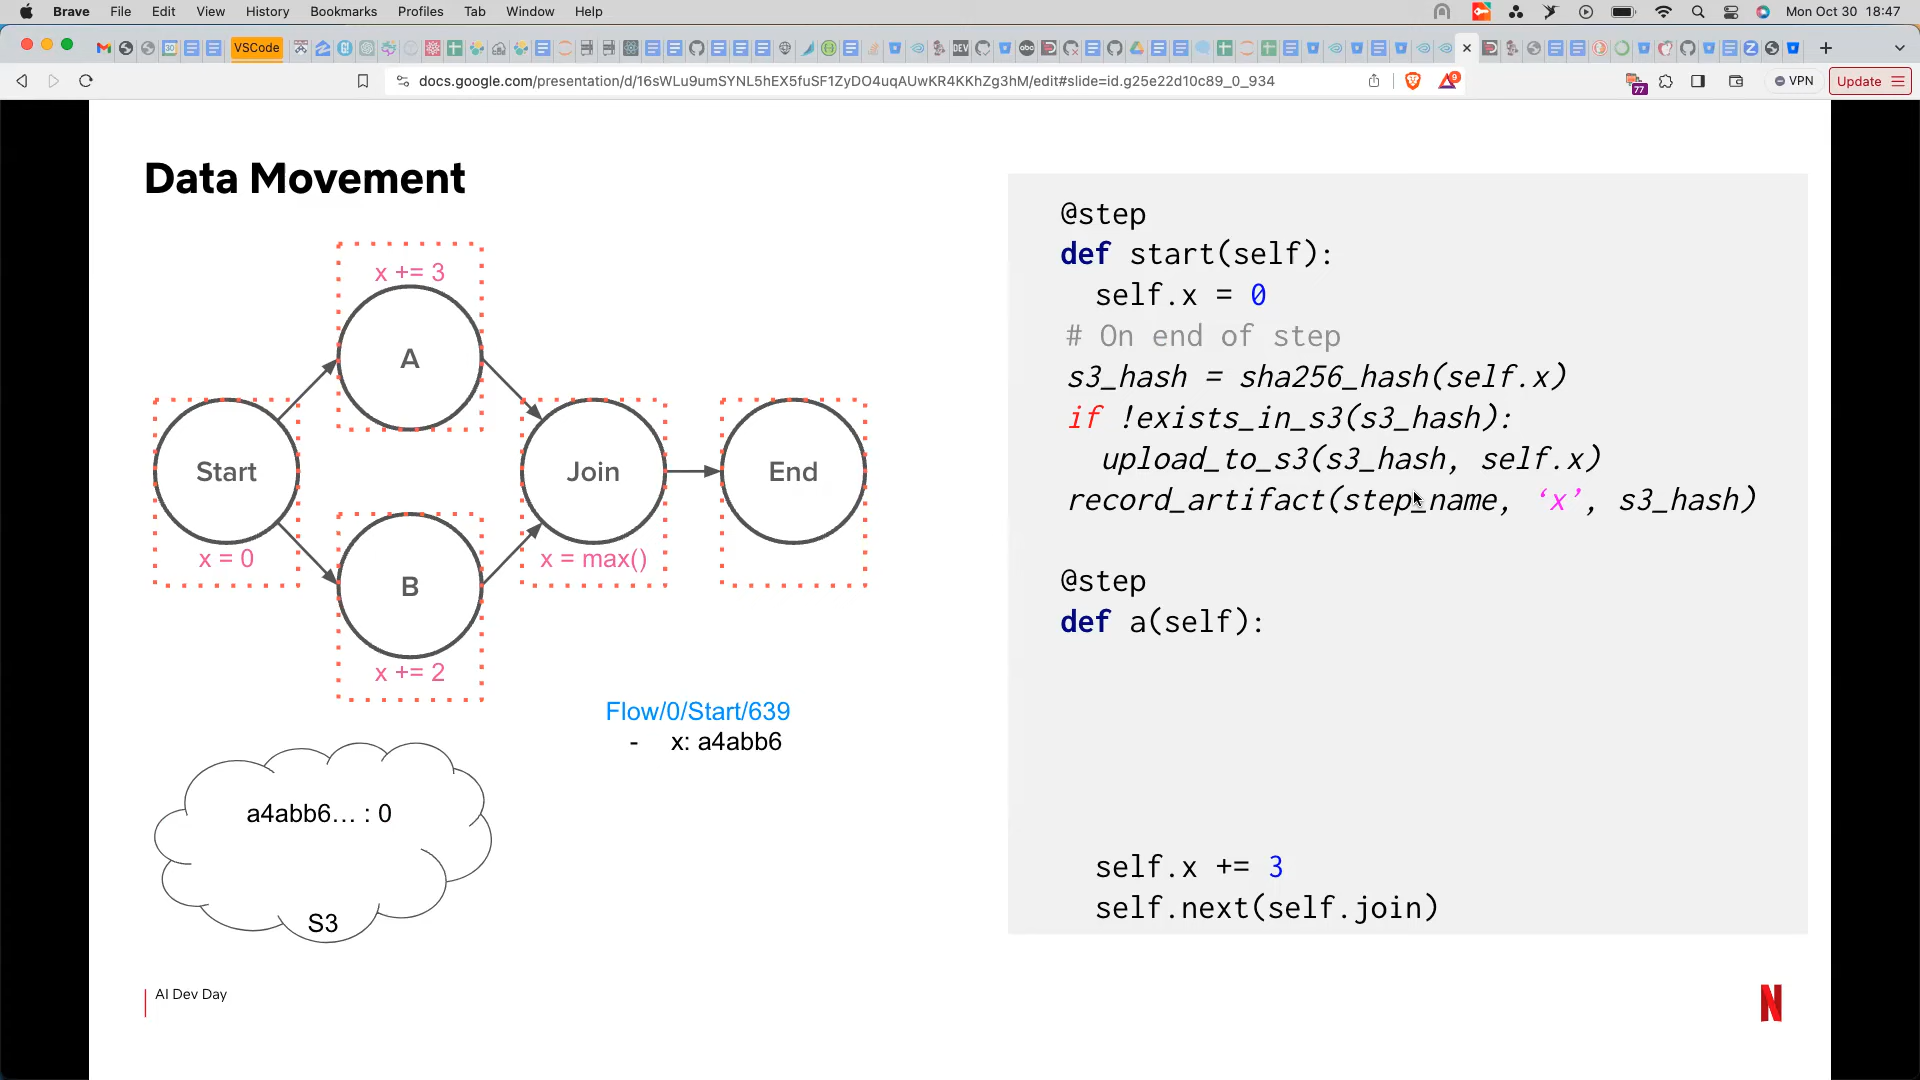 Brave File Edit View History Bookmarks Profiles Tab Window Help Mon Oct 30 18:47
VSCode
docs.google.com/presentation/d/16sWLu9umSYNL5hEX5fuSF1ZyDO4uqAUwKR4KKhZg3hM/edit#slide=id.g25e22d10c89_0_934
9
77
VPN
Update
Data Movement
x += 3
A
Start
x = 0
B
x += 2
Join
x = max()
End
Flow/0/Start/639
- x: a4abb6
a4abb6… : 0
S3
@step
def start(self):
self.x = 0
# On end of step
s3_hash = sha256_hash(self.x)
if !exists_in_s3(s3_hash):
upload_to_s3(s3_hash, self.x)
record_artifact(step_name, ‘x’, s3_hash)
@step
def a(self):
self.x += 3
self.next(self.join)
AI Dev Day
N